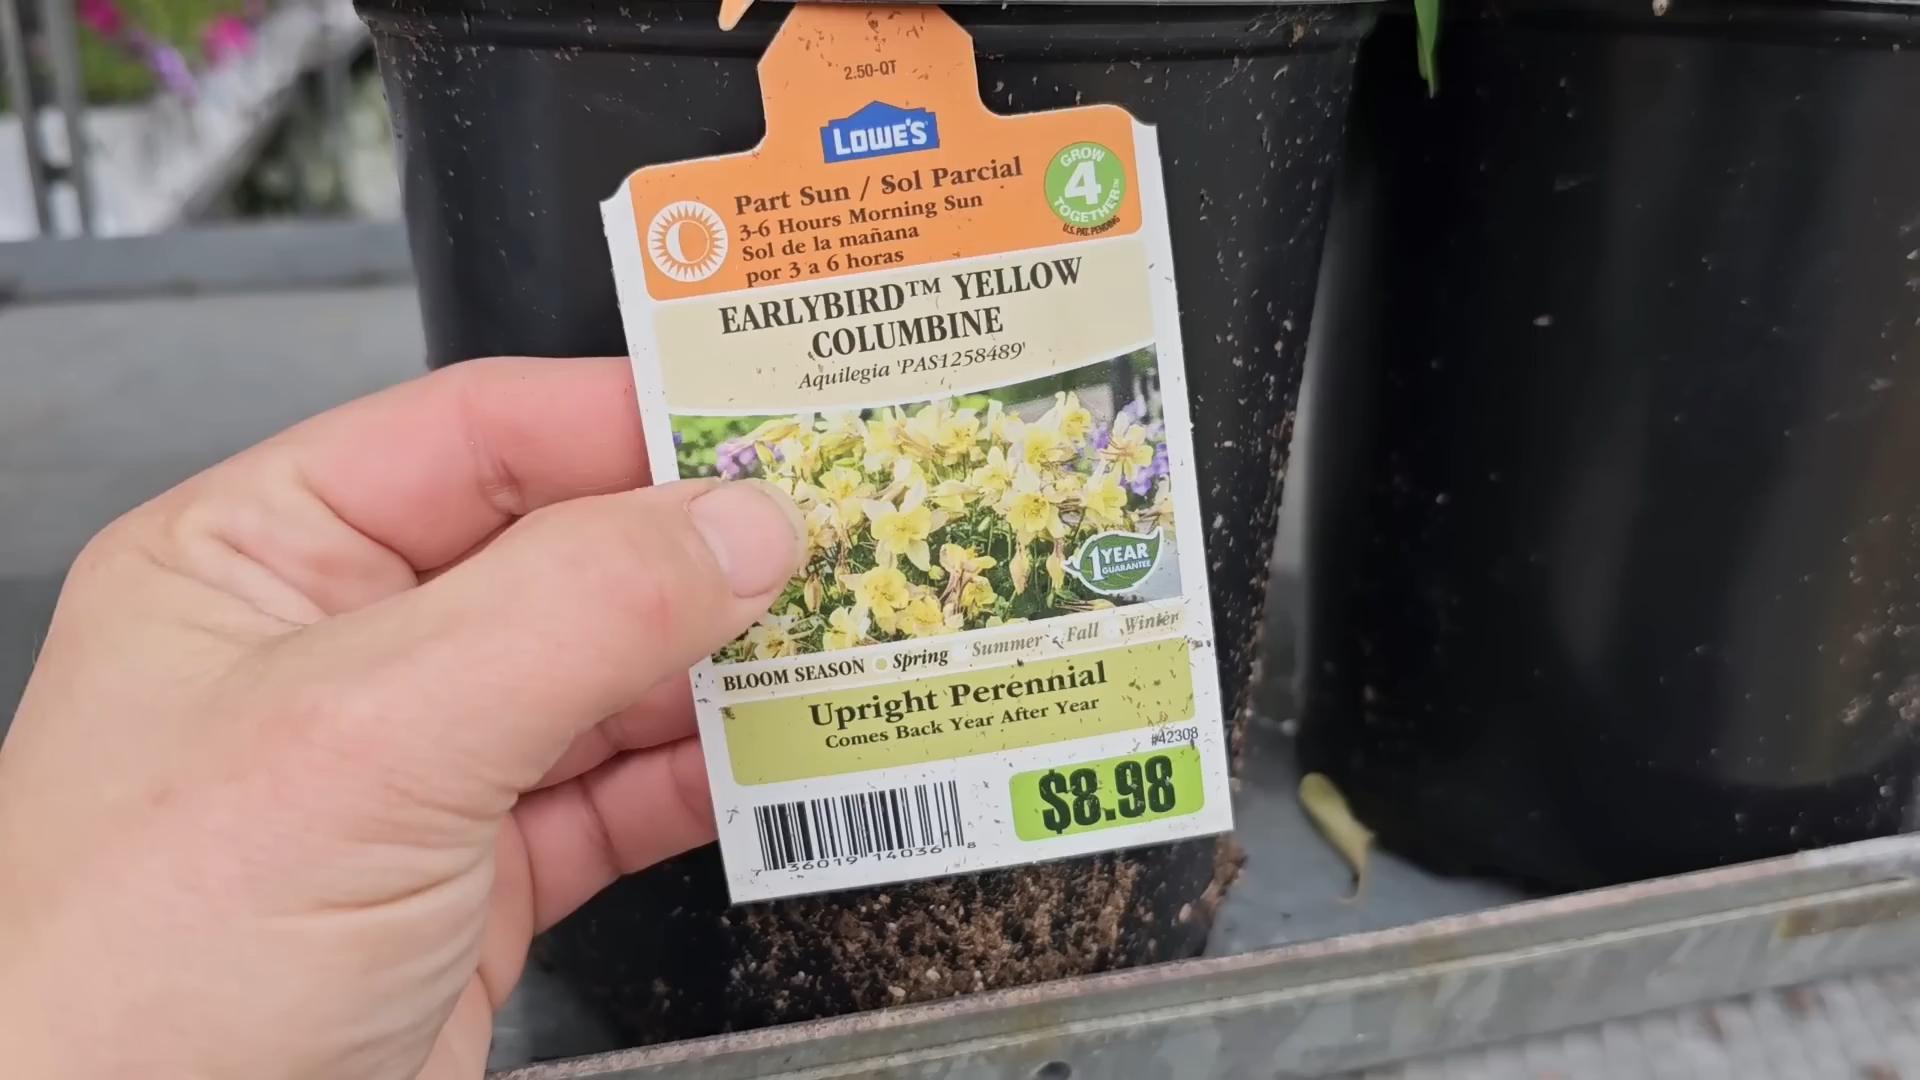 2.50-QT
LOWE'S
Part Sun / Sol Parcial
3-6 Hours Morning Sun
Sol de la mañana
por 3 a 6 horas
GROW
4
TOGETHER™
U.S. PAT. PENDING
EARLYBIRD™ YELLOW
COLUMBINE
Aquilegia 'PAS1258489'
1 YEAR
GUARANTEE
BLOOM SEASON Spring Summer Fall Winter
Upright Perennial
Comes Back Year After Year
#42308
$8.98
7 36019 14036 8